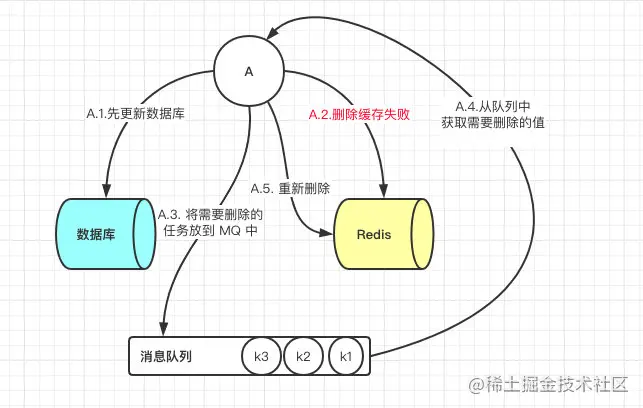 A
A.1.先更新数据库
A.2.删除缓存失败
A.4.从队列中
获取需要删除的值
A.5. 重新删除
A.3. 将需要删除的
任务放到 MQ 中
数据库
Redis
消息队列
k3
k2
k1
@稀土掘金技术社区